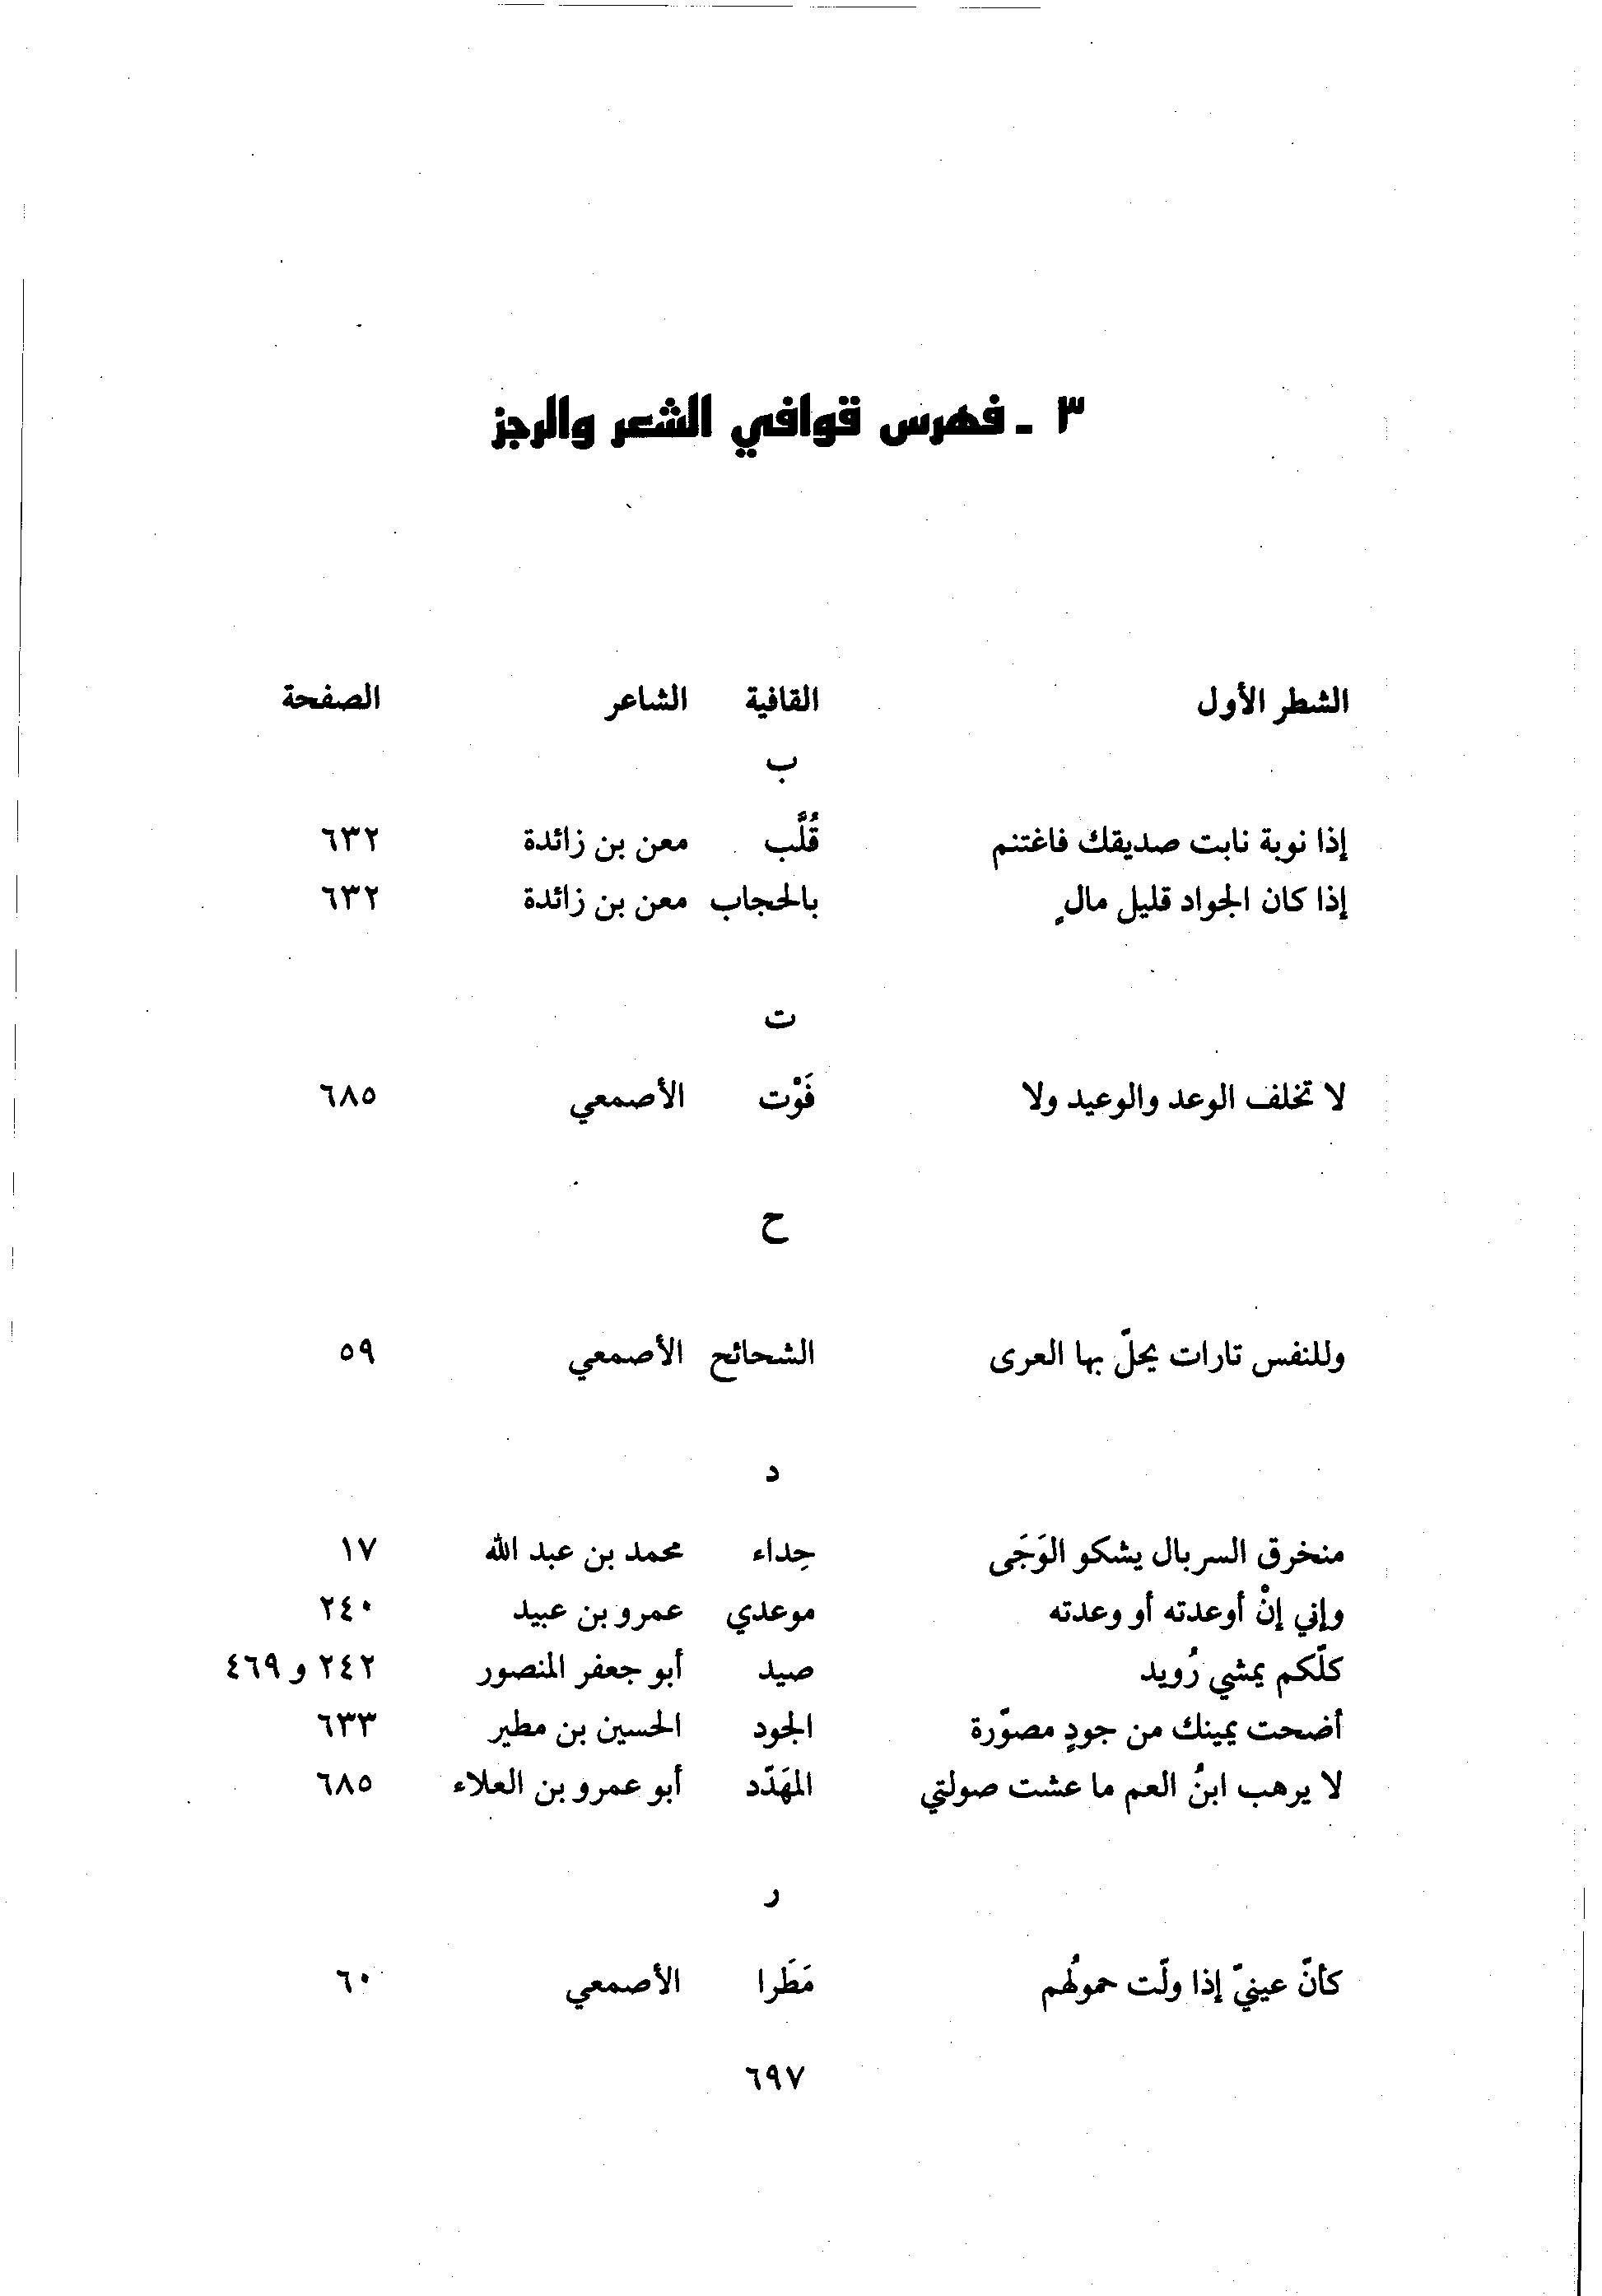 ٣ ـ فهرس قوافي الشعر والرجز
الشطر الأول القافية الشاعر الصفحة
ب
إذا نوبة نابت صديقك فاغتنم قُلَّب معن بن زائدة ٦٣٢
إذا كان الجواد قليل مالٍ بالحجاب معن بن زائدة ٦٣٢
ت
لا تخلف الوعد والوعيد ولا فَوْت الأصمعي ٦٨٥
ح
وللنفس تارات يحلّ بها العرى الشحائح الأصمعي ٥٩
د
منخرق السربال يشكو الوَجَى حِداء محمد بن عبد الله ١٧
وإني إنْ أوعدته أو وعدته موعدي عمرو بن عبيد ٢٤٠
كلّكم يمشي رُويد صيد أبو جعفر المنصور ٢٤٢ و ٤٦٩
أضحت يمينك من جودٍ مصوّرة الجود الحسين بن مطير ٦٣٣
لا يرهب ابنُ العم ما عشت صولتي المهَدّد أبو عمرو بن العلاء ٦٨٥
ر
كأنّ عينيّ إذا ولّت حمولُهم مَطَرا الأصمعي ٦٠
٦٩٧